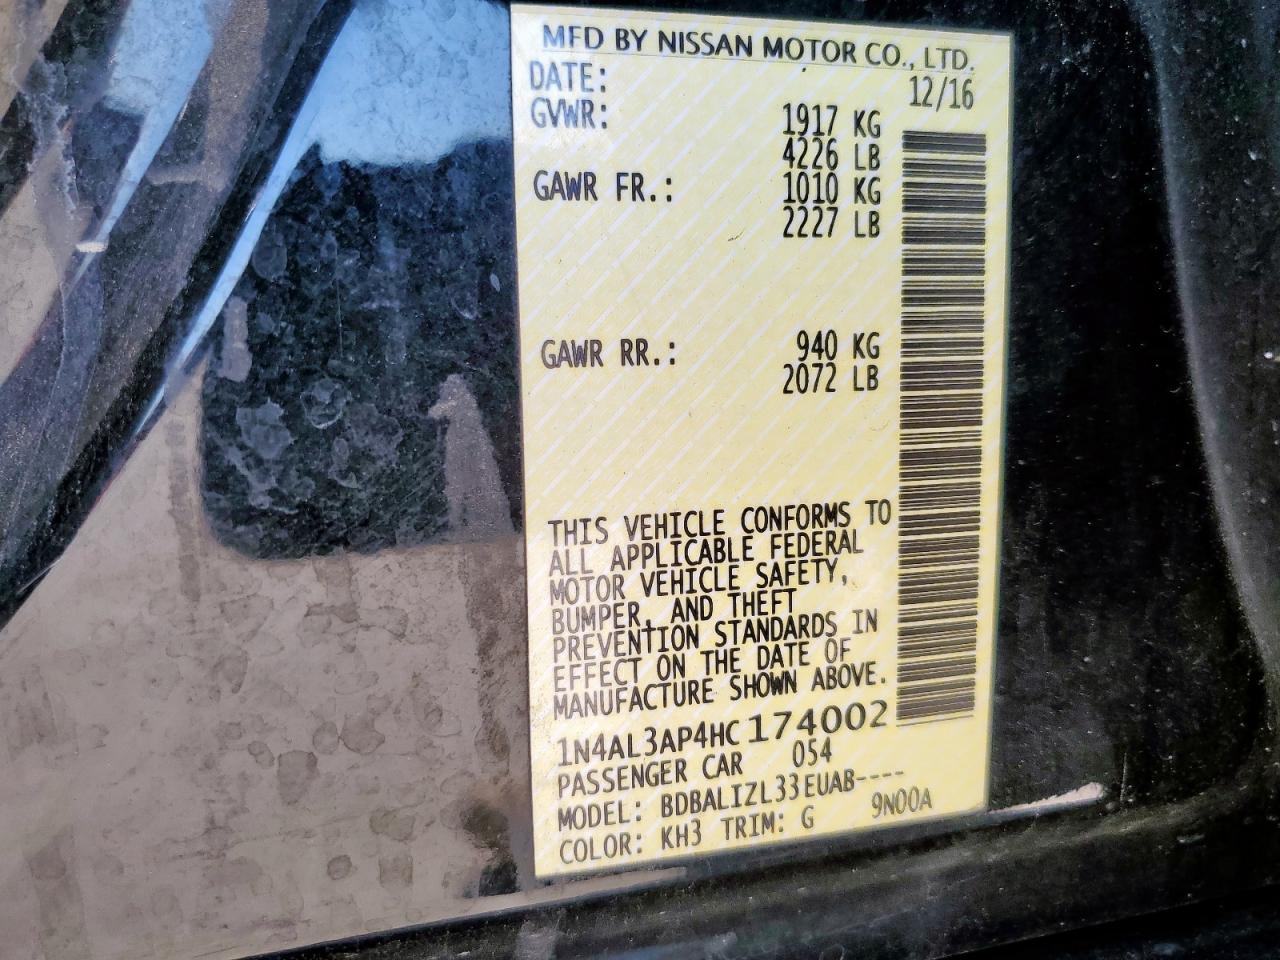 MFD BY NISSAN MOTOR CO., LTD.
DATE: 12/16
GVWR: 1917 KG
4226 LB
GAWR FR.: 1010 KG
2227 LB
GAWR RR.: 940 KG
2072 LB
THIS VEHICLE CONFORMS TO
ALL APPLICABLE FEDERAL
MOTOR VEHICLE SAFETY,
BUMPER, AND THEFT
PREVENTION STANDARDS IN
EFFECT ON THE DATE OF
MANUFACTURE SHOWN ABOVE.
1N4AL3AP4HC174002
PASSENGER CAR 054
MODEL: BDBALIZL33EUAB----
COLOR: KH3 TRIM: G 9N00A